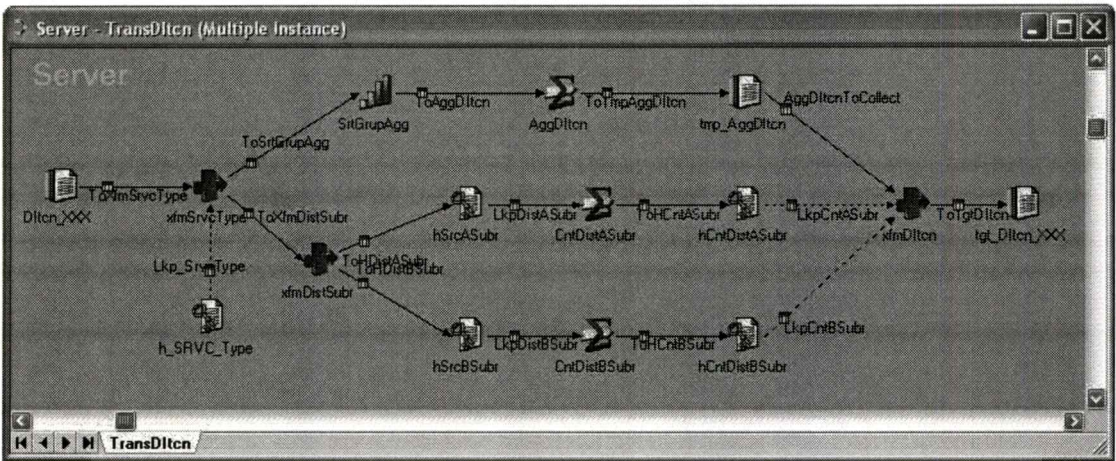 Server - TransDltcn (Multiple Instance)
Server
ToAggDltcn
ToTmpAggDltcn
AggDltcnToCollect
SrtGrupAgg
AggDltcn
tmp_AggDltcn
ToSrtGrupAgg
ToXfmSrvcType
LkpDistASubr
ToHCntASubr
LkpCntASubr
ToTgtDltcn
Dltcn_XXX
xfmSrvcType
ToXfmDistSubr
hSrcASubr
CntDistASubr
hCntDistASubr
xfmDltcn
tgt_Dltcn_XXX
Lkp_SrvcType
ToHDistASubr
ToHDistBSubr
xfmDistSubr
LkpDistBSubr
ToHCntBSubr
LkpCntBSubr
h_SRVC_Type
hSrcBSubr
CntDistBSubr
hCntDistBSubr
TransDltcn